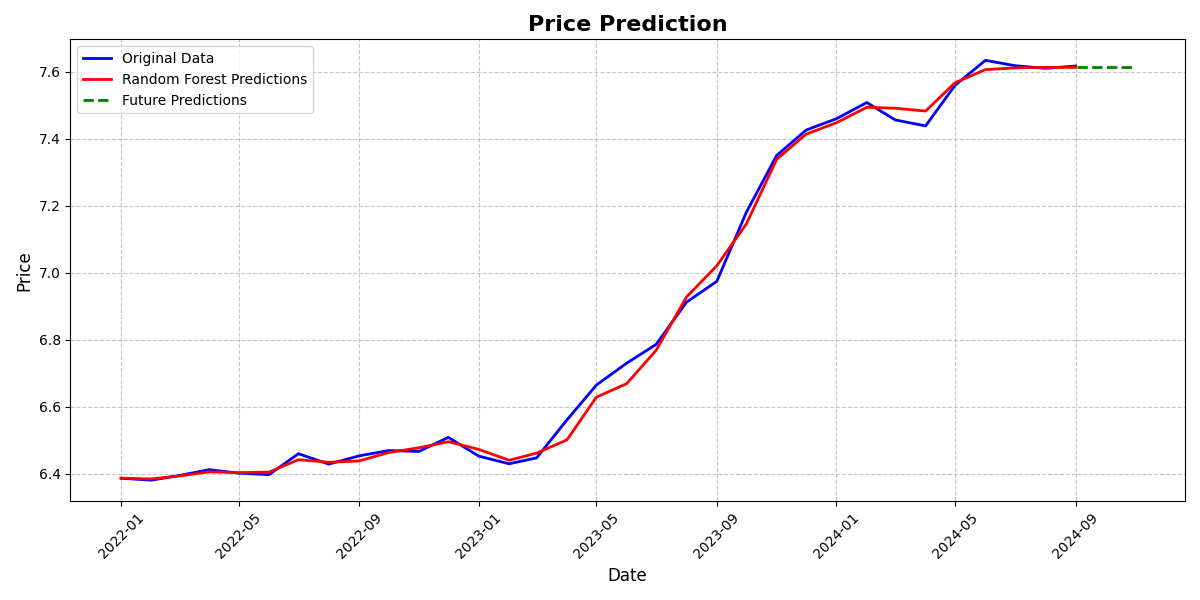 Price Prediction
Original Data
Random Forest Predictions
Future Predictions
Price
7.6
7.4
7.2
7.0
6.8
6.6
6.4
2022-01
2022-05
2022-09
2023-01
2023-05
2023-09
2024-01
2024-05
2024-09
Date